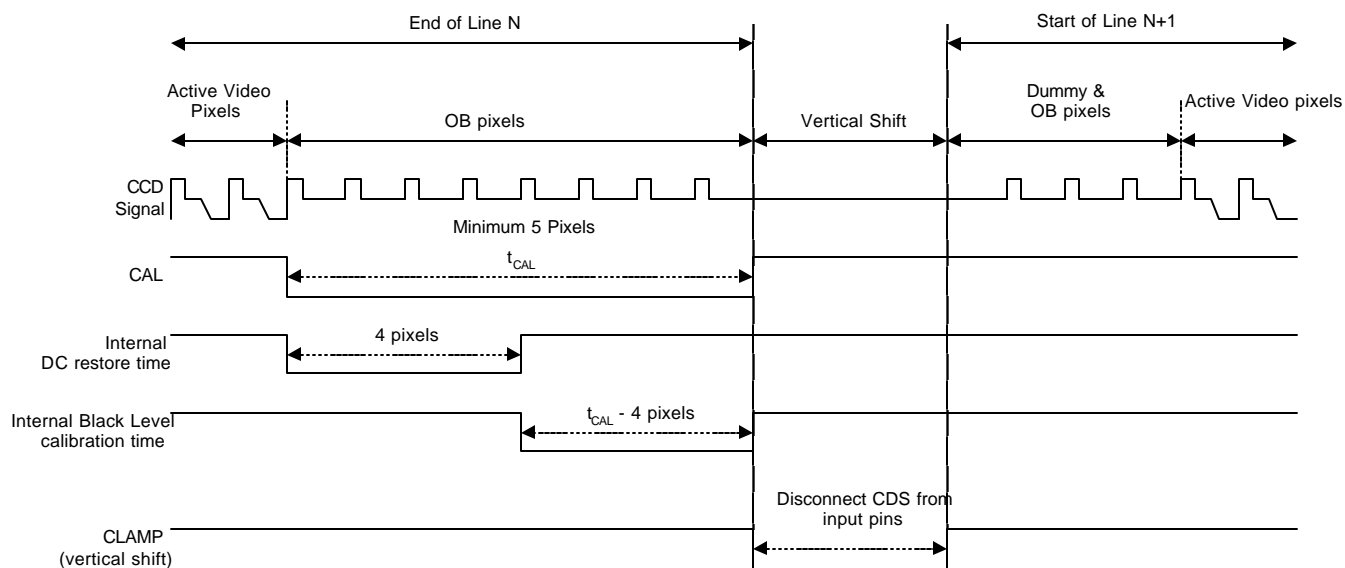 End of Line N
Start of Line N+1
Active Video
Pixels
OB pixels
Vertical Shift
Dummy &
OB pixels
Active Video pixels
CCD
Signal
Minimum 5 Pixels
CAL
tCAL
Internal
DC restore time
4 pixels
Internal Black Level
calibration time
tCAL - 4 pixels
Disconnect CDS from
input pins
CLAMP
(vertical shift)